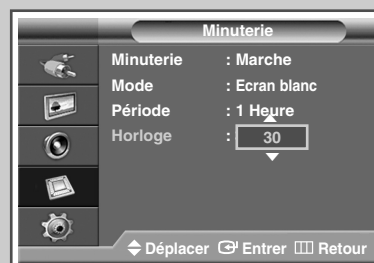 Minuterie
Minuterie : Marche
Mode : Ecran blanc
Période : 1 Heure
Horloge : 30
Déplacer Entrer Retour